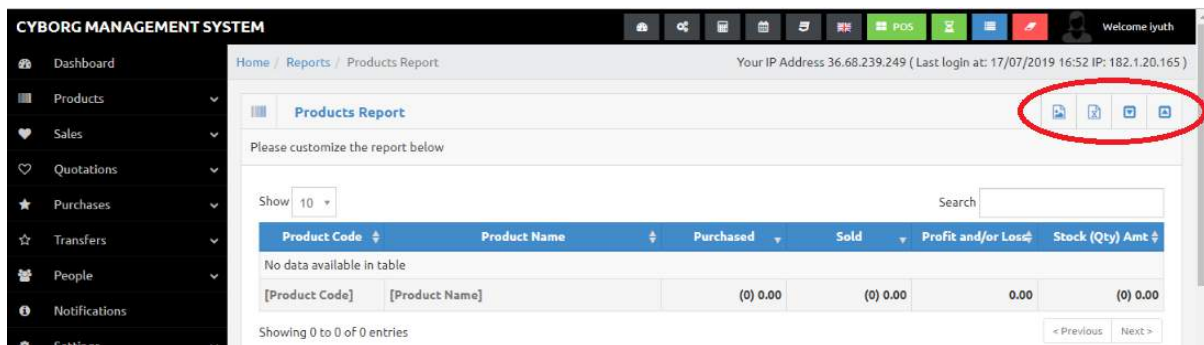 CYBORG MANAGEMENT SYSTEM
POS
Welcome iyuth
Dashboard
Products
Sales
Quotations
Purchases
Transfers
People
Notifications
Settings
Home / Reports / Products Report
Your IP Address 36.68.239.249 ( Last login at: 17/07/2019 16:52 IP: 182.1.20.165 )
Products Report
Please customize the report below
Show 10
Search
Product Code Product Name Purchased Sold Profit and/or Loss Stock (Qty) Amt
No data available in table
[Product Code] [Product Name] (0) 0.00 (0) 0.00 0.00 (0) 0.00
Showing 0 to 0 of 0 entries
< Previous Next >